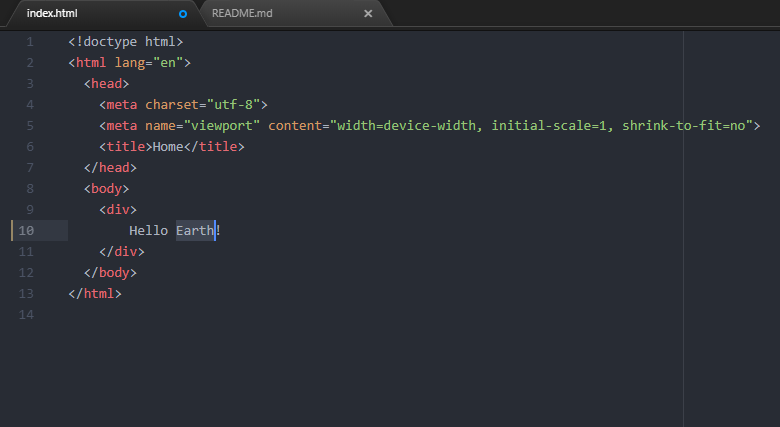 index.html
README.md
1 <!doctype html>
2 <html lang="en">
3 <head>
4 <meta charset="utf-8">
5 <meta name="viewport" content="width=device-width, initial-scale=1, shrink-to-fit=no">
6 <title>Home</title>
7 </head>
8 <body>
9 <div>
10 Hello Earth!
11 </div>
12 </body>
13 </html>
14